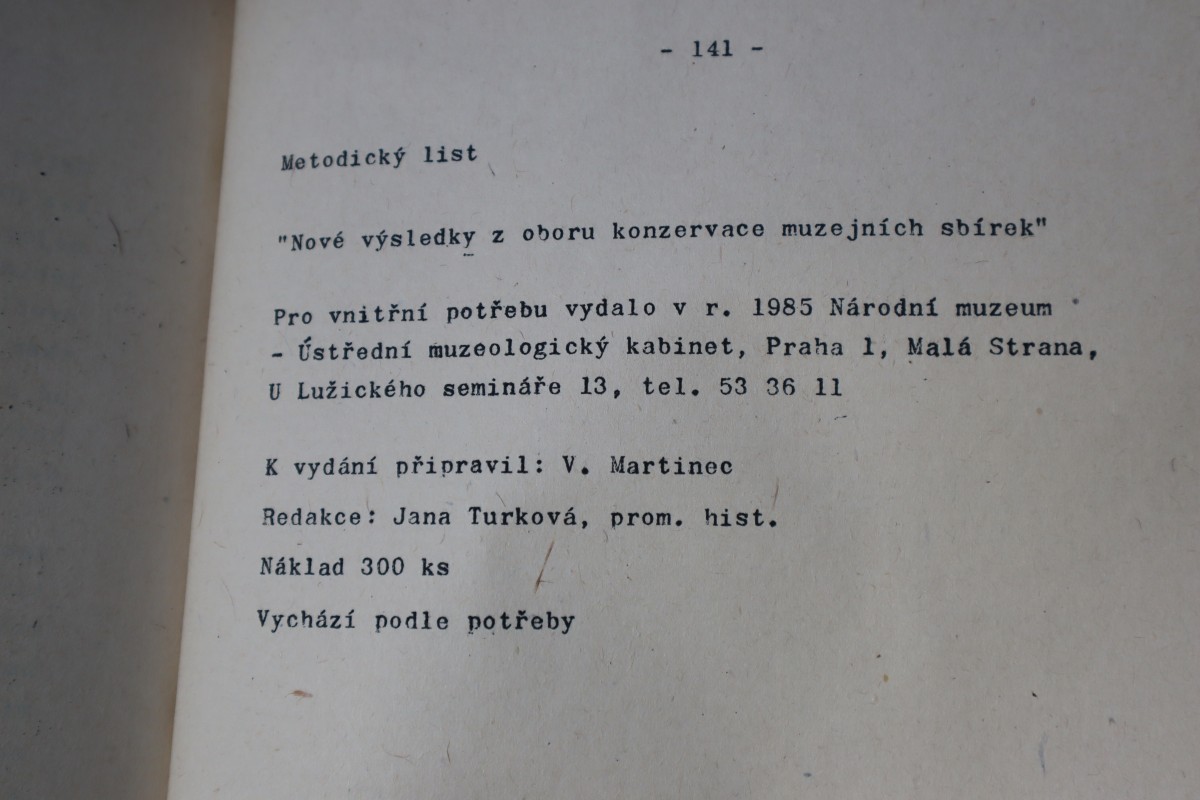 - 141 -
Metodický list
"Nové výsledky z oboru konzervace muzejních sbírek"
Pro vnitřní potřebu vydalo v r. 1985 Národní muzeum
- Ústřední muzeologický kabinet, Praha 1, Malá Strana,
U Lužického semináře 13, tel. 53 36 11
K vydání připravil: V. Martinec
Redakce: Jana Turková, prom. hist.
Náklad 300 ks
Vychází podle potřeby